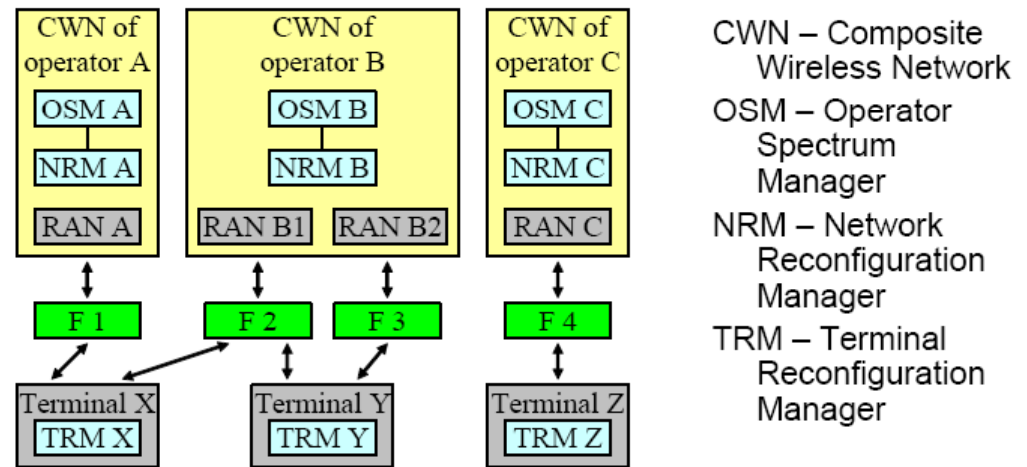 CWN of
operator A
OSM A
NRM A
RAN A
CWN of
operator B
OSM B
NRM B
RAN B1
RAN B2
CWN of
operator C
OSM C
NRM C
RAN C
F 1
F 2
F 3
F 4
Terminal X
TRM X
Terminal Y
TRM Y
Terminal Z
TRM Z
CWN – Composite
Wireless Network
OSM – Operator
Spectrum
Manager
NRM – Network
Reconfiguration
Manager
TRM – Terminal
Reconfiguration
Manager